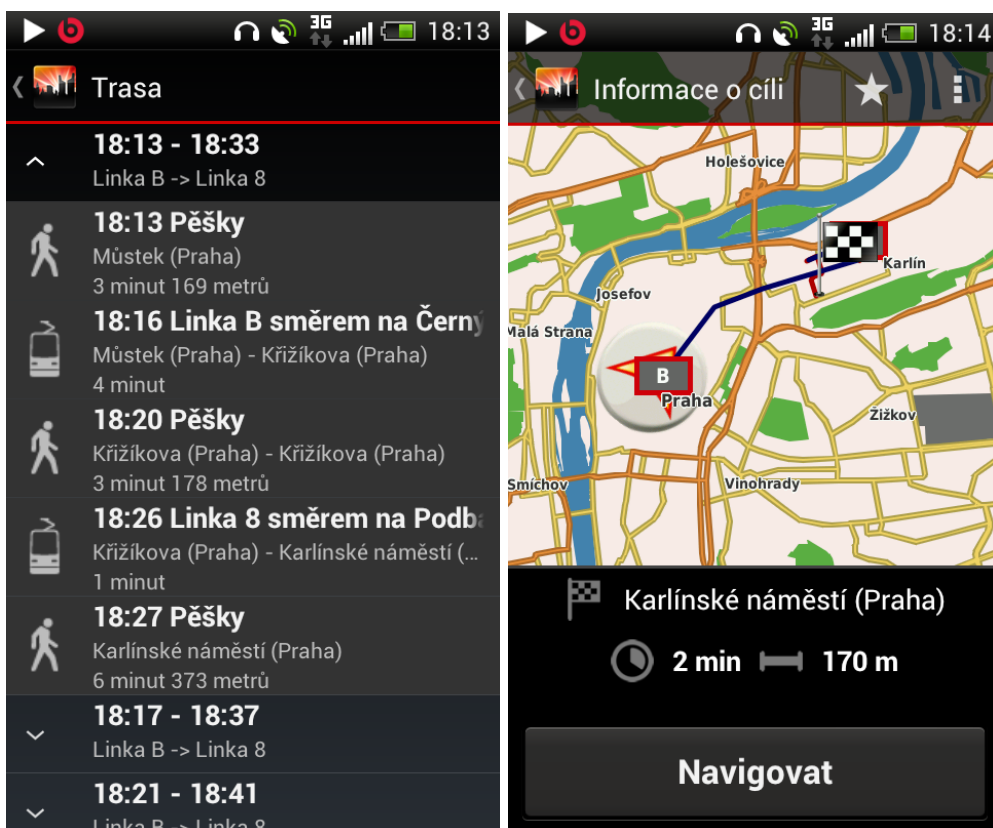 3G
18:13
Trasa
18:13 - 18:33
Linka B -> Linka 8
18:13 Pěšky
Můstek (Praha)
3 minut 169 metrů
18:16 Linka B směrem na Černý
Můstek (Praha) - Křižíkova (Praha)
4 minut
18:20 Pěšky
Křižíkova (Praha) - Křižíkova (Praha)
3 minut 178 metrů
18:26 Linka 8 směrem na Podba
Křižíkova (Praha) - Karlínské náměstí (...
1 minut
18:27 Pěšky
Karlínské náměstí (Praha)
6 minut 373 metrů
18:17 - 18:37
Linka B -> Linka 8
18:21 - 18:41
Linka B -> Linka 8
3G
18:14
Informace o cíli
Holešovice
Karlín
Josefov
Malá Strana
B
Praha
Žižkov
Smíchov
Vinohrady
Karlínské náměstí (Praha)
2 min 170 m
Navigovat